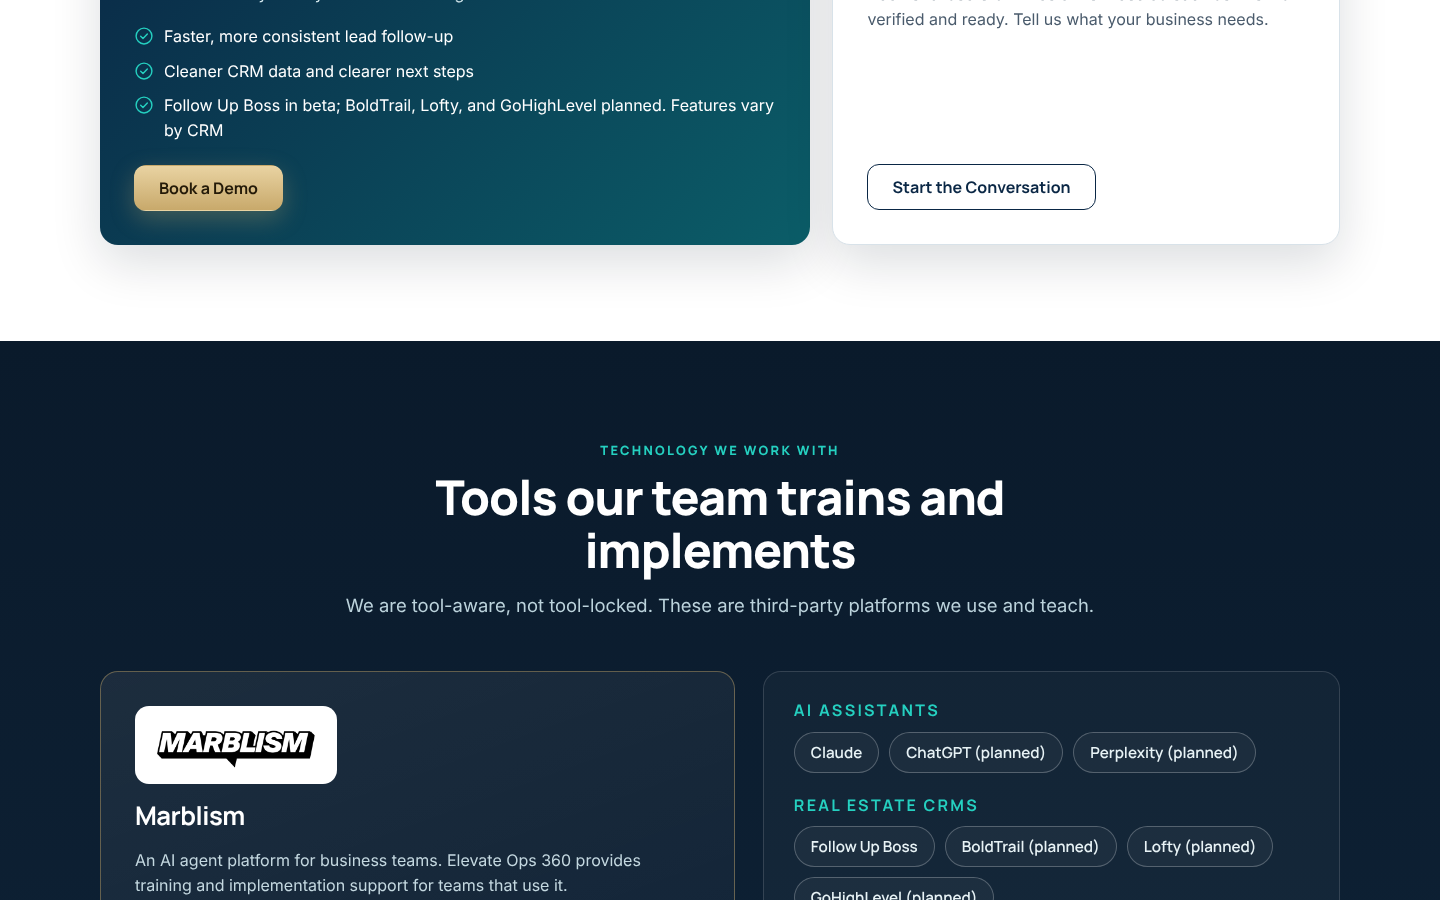 Faster, more consistent lead follow-up
Cleaner CRM data and clearer next steps
Follow Up Boss in beta; BoldTrail, Lofty, and GoHighLevel planned. Features vary
by CRM
Book a Demo
verified and ready. Tell us what your business needs.
Start the Conversation
TECHNOLOGY WE WORK WITH
Tools our team trains and
implements
We are tool-aware, not tool-locked. These are third-party platforms we use and teach.
MARBLISM
Marblism
An AI agent platform for business teams. Elevate Ops 360 provides
training and implementation support for teams that use it.
AI ASSISTANTS
Claude
ChatGPT (planned)
Perplexity (planned)
REAL ESTATE CRMS
Follow Up Boss
BoldTrail (planned)
Lofty (planned)
GoHighLevel (planned)